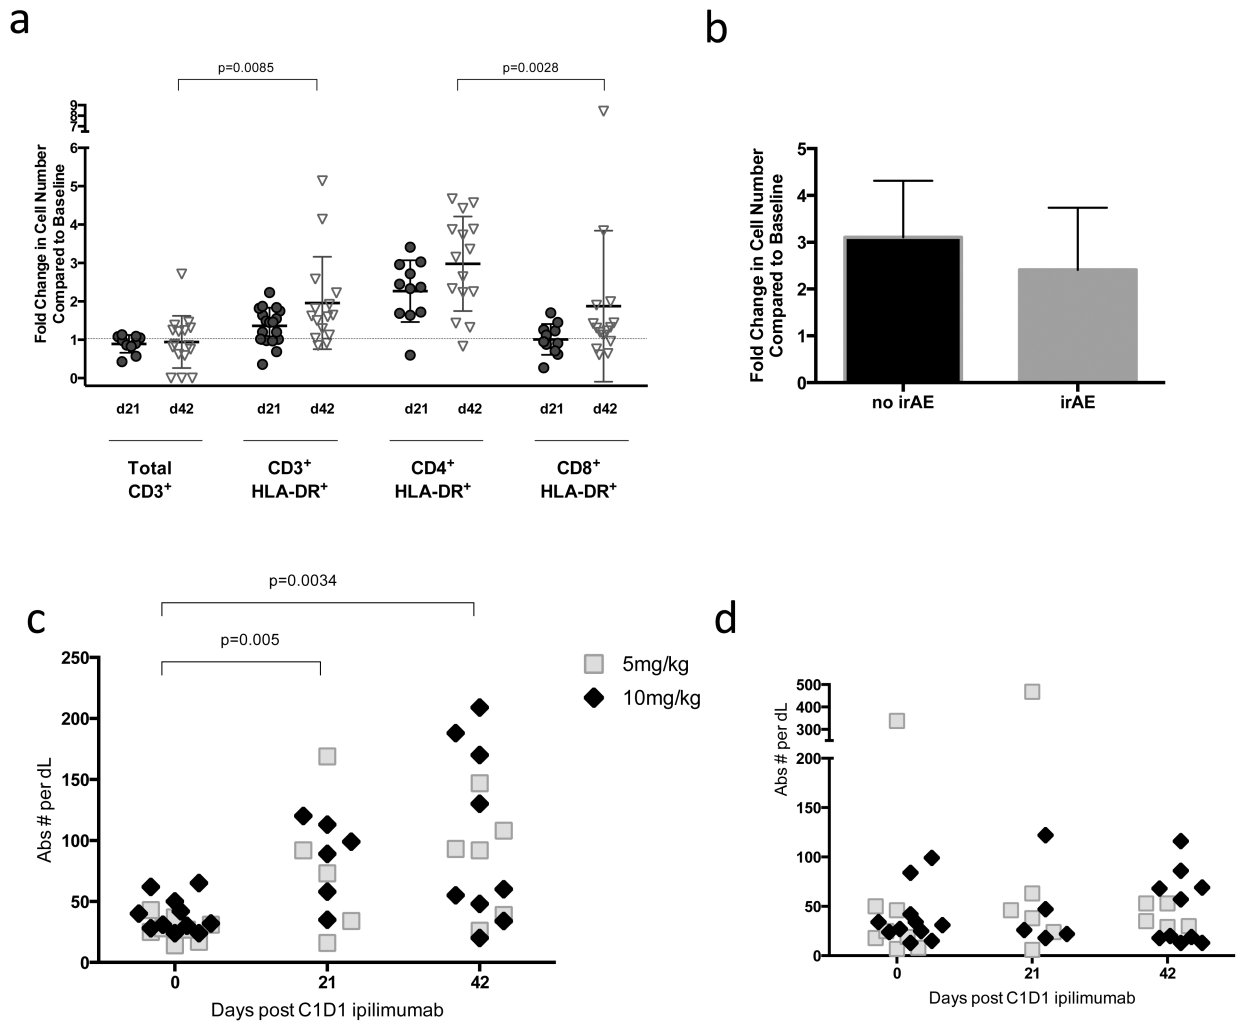 a
b
p=0.0085
p=0.0028
Fold Change in Cell Number
Compared to Baseline
9
8
7
6
5
4
3
2
1
0
d21 d42 d21 d42 d21 d42 d21 d42
Total CD3⁺ CD4⁺ CD8⁺
CD3⁺ HLA-DR⁺ HLA-DR⁺ HLA-DR⁺
Fold Change in Cell Number
Compared to Baseline
5
4
3
2
1
0
no irAE irAE
c
p=0.0034
p=0.005
Abs # per dL
250
200
150
100
50
0
0 21 42
Days post C1D1 ipilimumab
5mg/kg
10mg/kg
d
Abs # per dL
500
400
300
200
150
100
50
0
0 21 42
Days post C1D1 ipilimumab